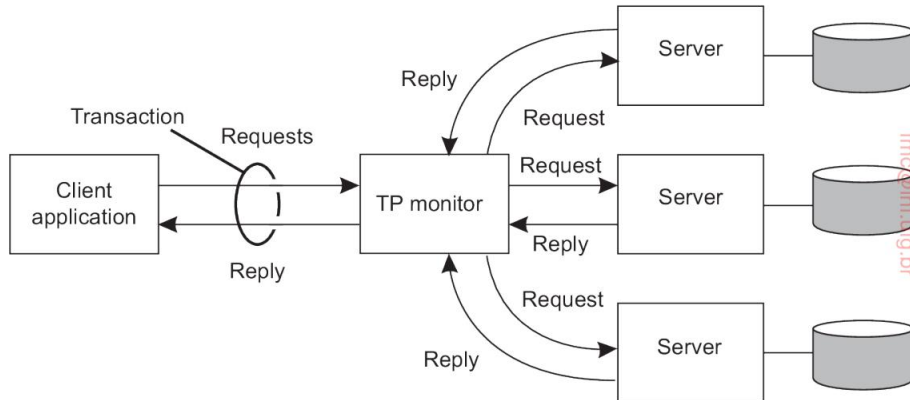 Server
Reply
Request
Transaction
Requests
Client
application
TP monitor
Request
Reply
Server
Reply
Request
Reply
Server